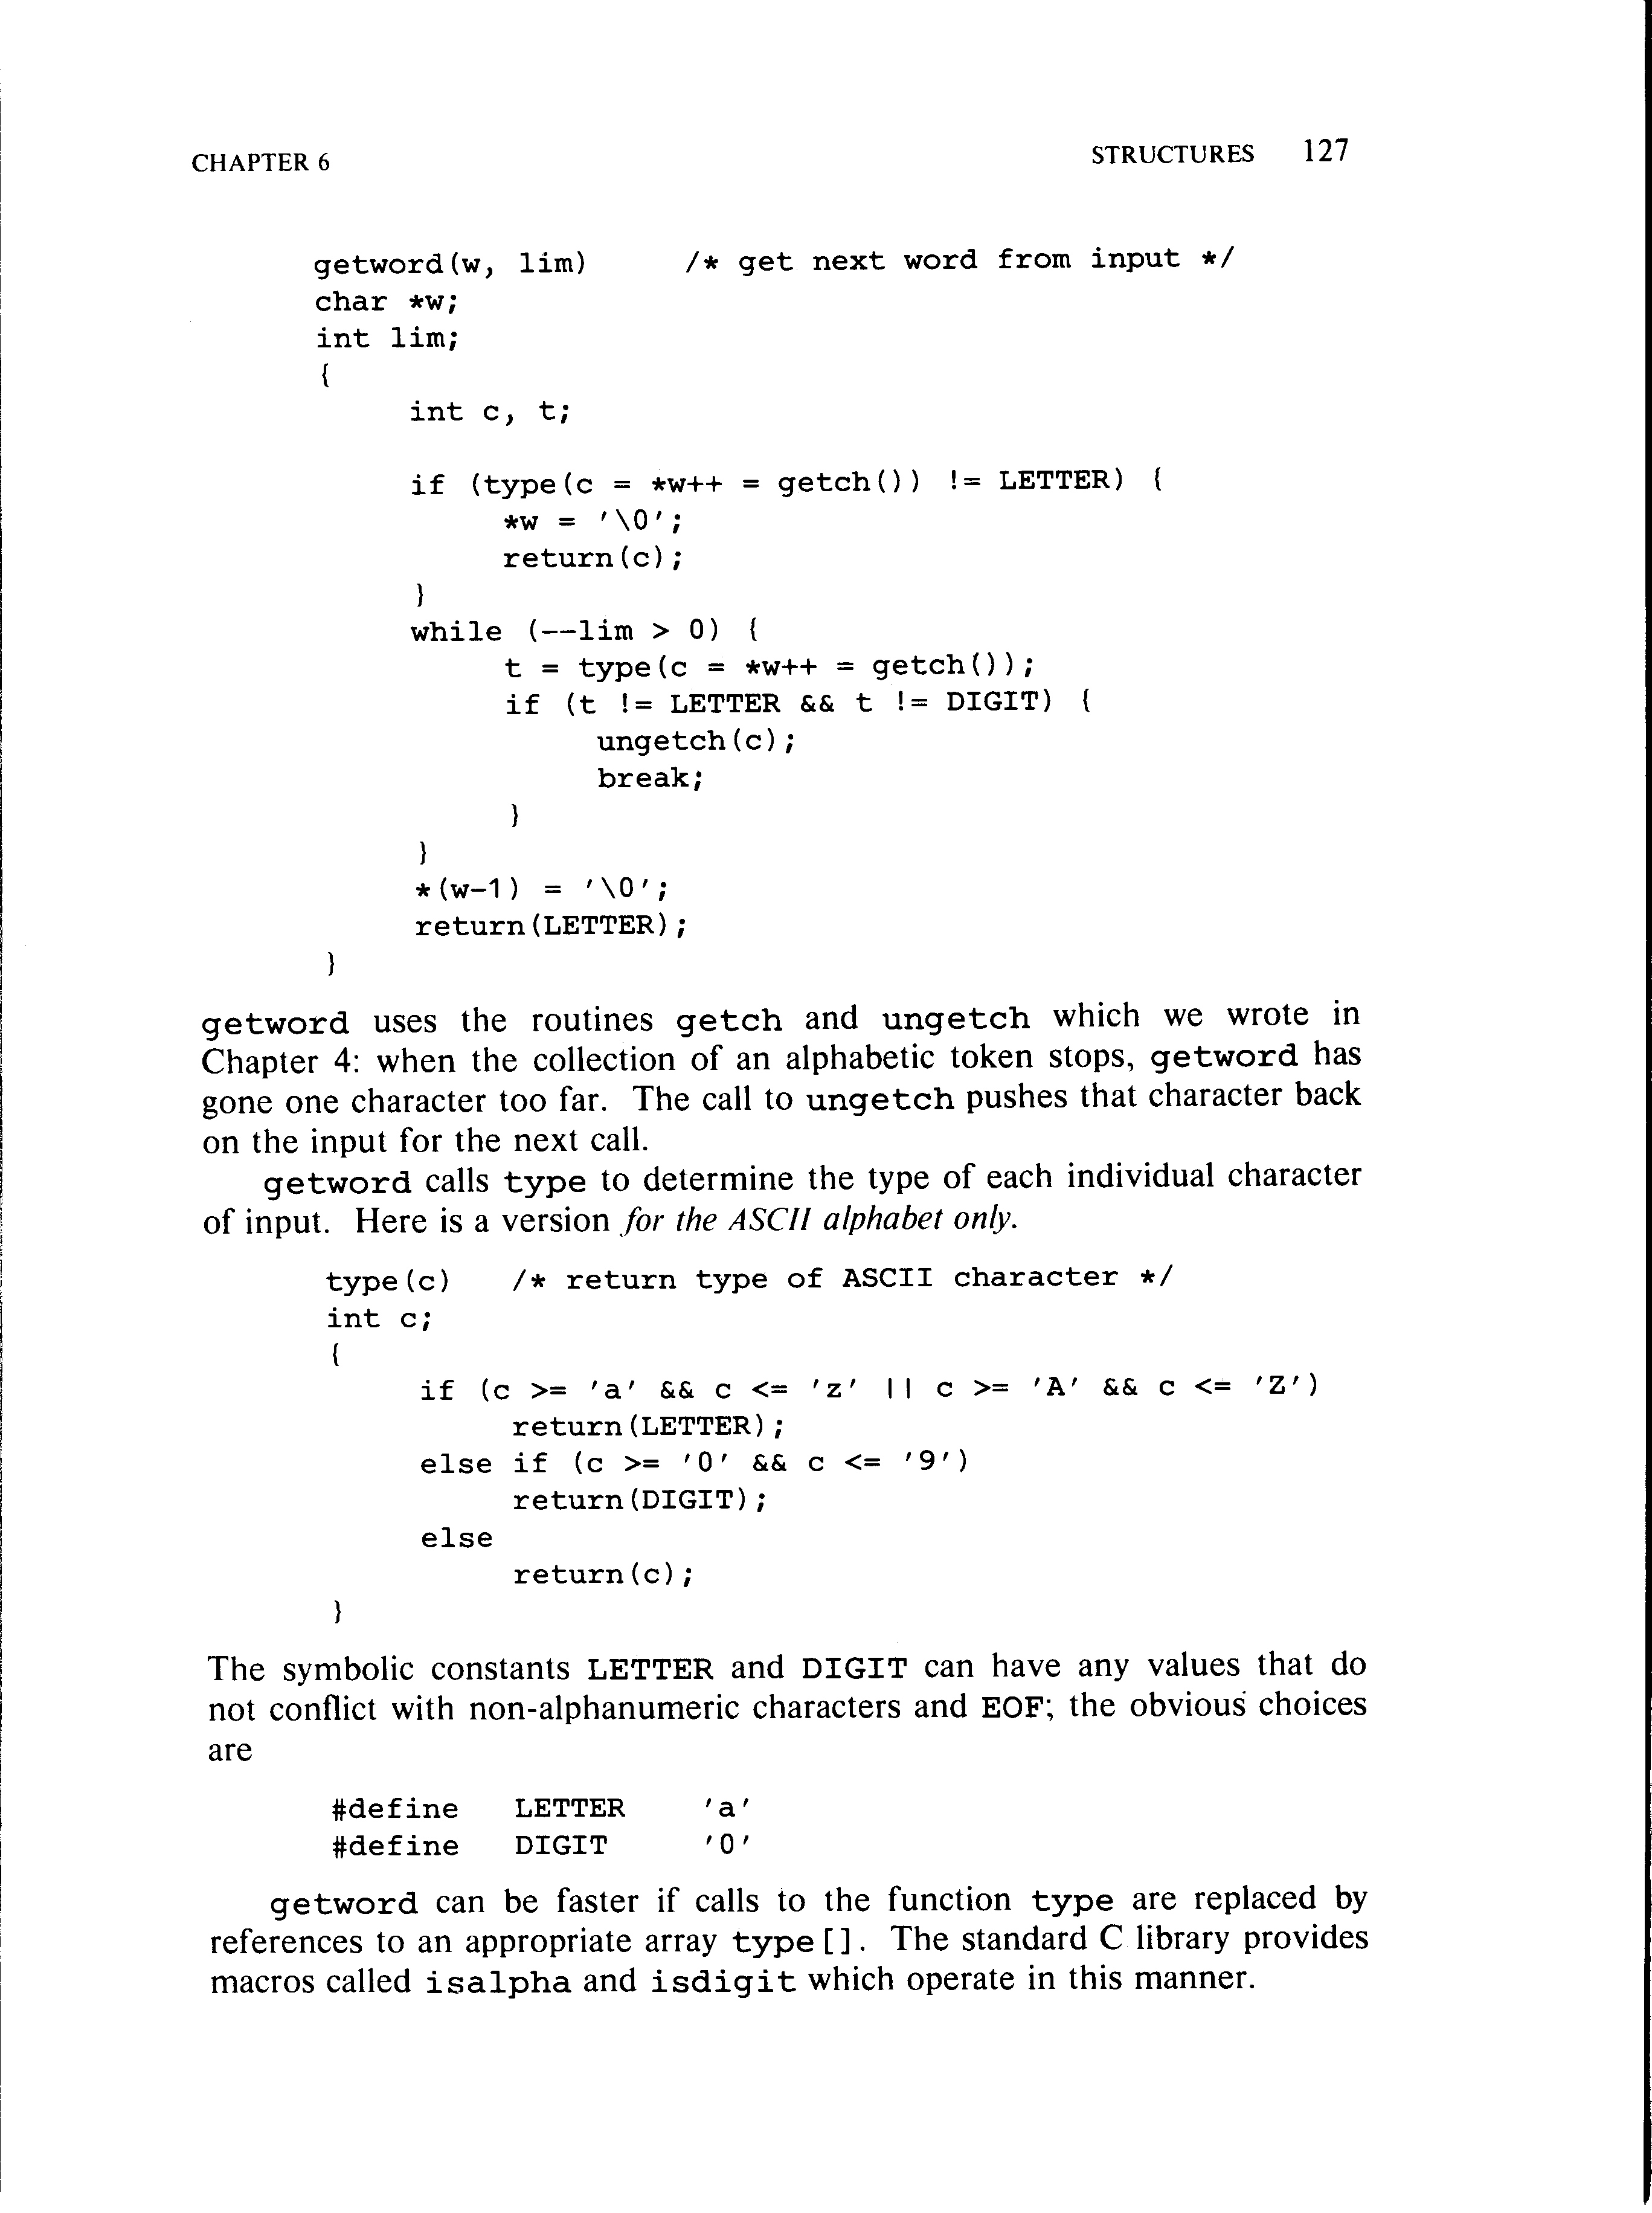 CHAPTER 6 STRUCTURES 127
getword(w, lim) /* get next word from input */
char *w;
int lim;
{
int c, t;
if (type(c = *w++ = getch()) != LETTER) {
*w = '\0';
return(c);
}
while (--lim > 0) {
t = type(c = *w++ = getch());
if (t != LETTER && t != DIGIT) {
ungetch(c);
break;
}
}
*(w-1) = '\0';
return(LETTER);
}
getword uses the routines getch and ungetch which we wrote in
Chapter 4: when the collection of an alphabetic token stops, getword has
gone one character too far. The call to ungetch pushes that character back
on the input for the next call.
getword calls type to determine the type of each individual character
of input. Here is a version for the ASCII alphabet only.
type(c) /* return type of ASCII character */
int c;
{
if (c >= 'a' && c <= 'z' || c >= 'A' && c <= 'Z')
return(LETTER);
else if (c >= '0' && c <= '9')
return(DIGIT);
else
return(c);
}
The symbolic constants LETTER and DIGIT can have any values that do
not conflict with non-alphanumeric characters and EOF; the obvious choices
are
#define LETTER 'a'
#define DIGIT '0'
getword can be faster if calls to the function type are replaced by
references to an appropriate array type[]. The standard C library provides
macros called isalpha and isdigit which operate in this manner.